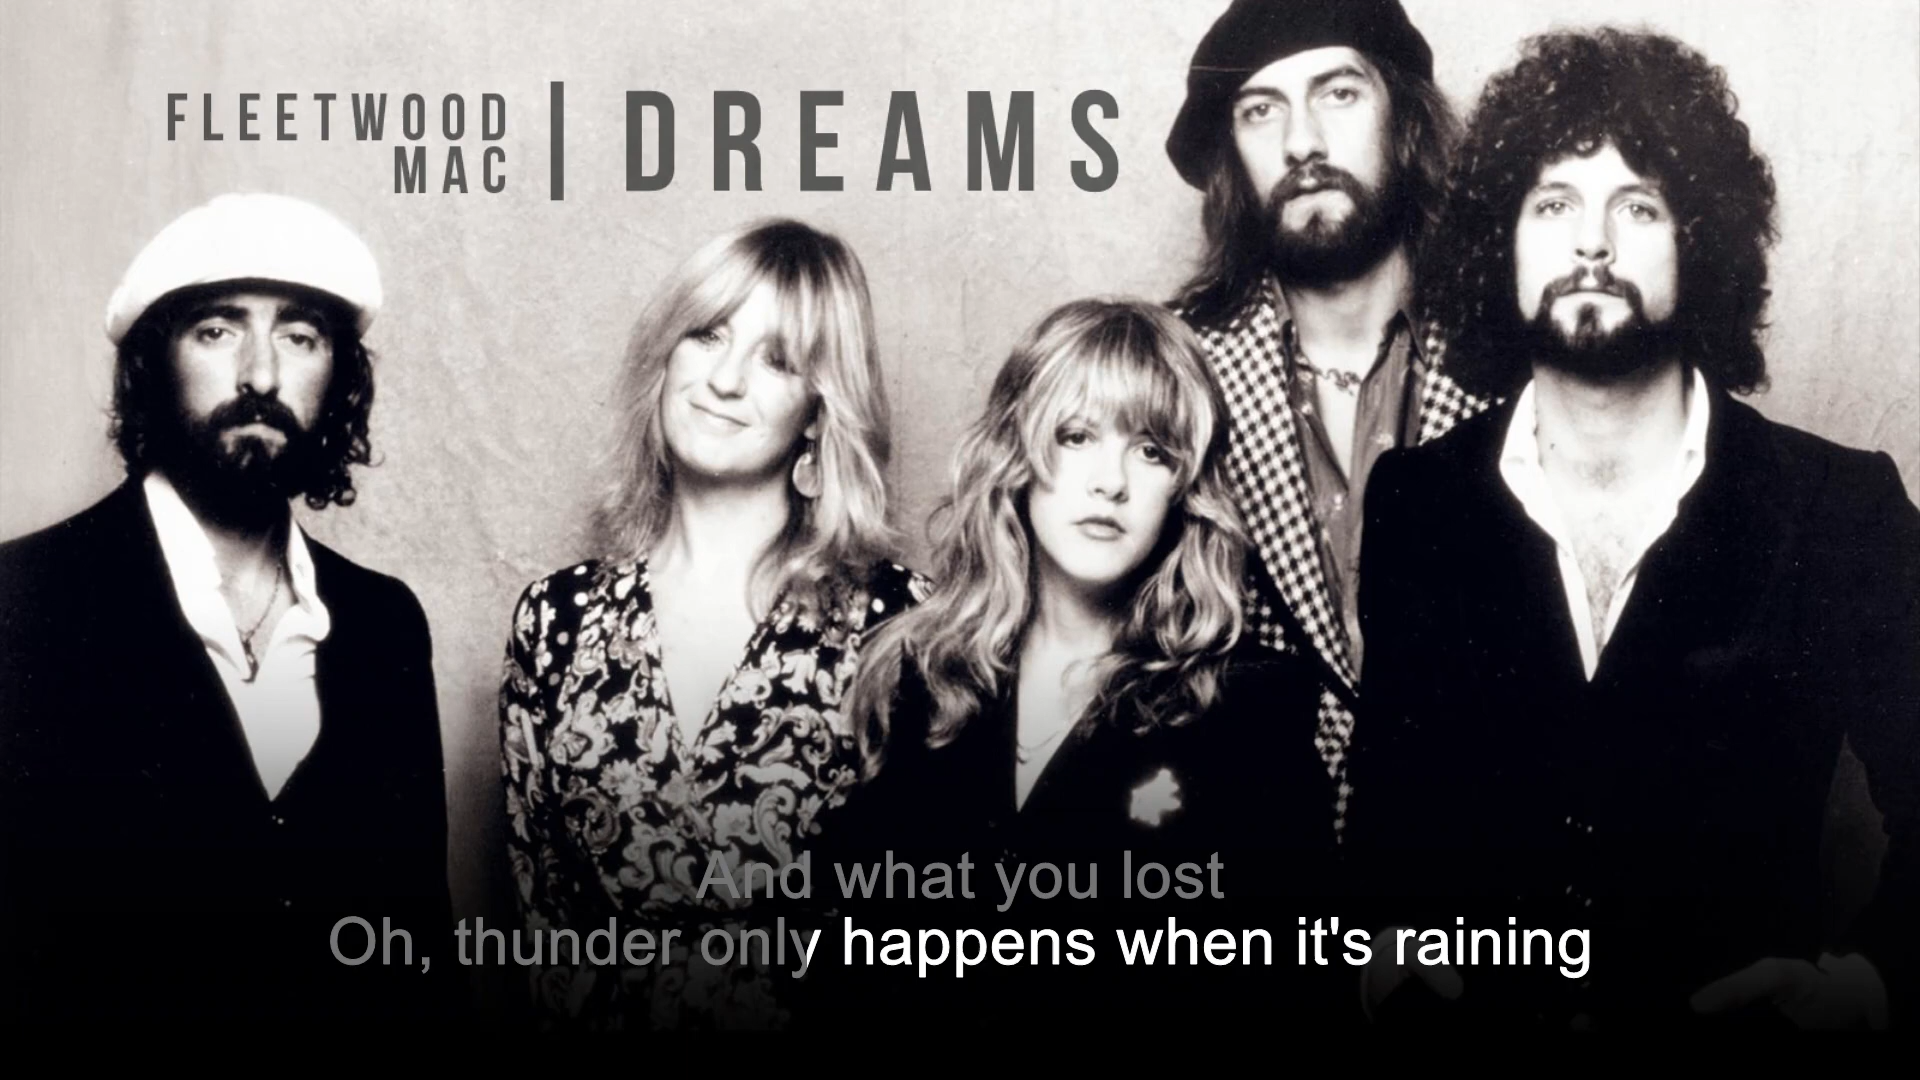 FLEETWOOD
MAC
DREAMS
And what you lost
Oh, thunder only happens when it's raining